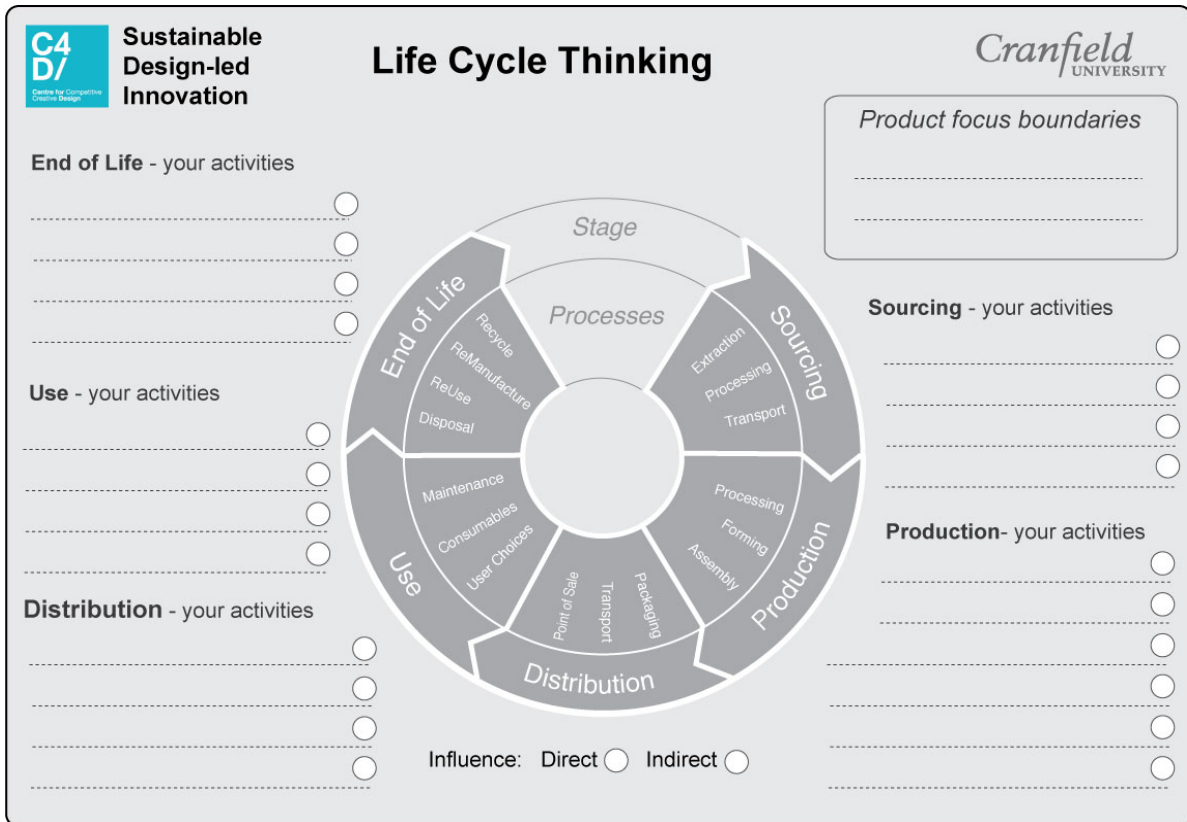 C4
D/
Centre for Competitive
Creative Design
Sustainable
Design-led
Innovation
Life Cycle Thinking
Cranfield
UNIVERSITY
Product focus boundaries
End of Life - your activities
Use - your activities
Distribution - your activities
Stage
Processes
Sourcing
Extraction
Processing
Transport
Production
Processing
Forming
Assembly
Distribution
Packaging
Transport
Point of Sale
Use
User Choices
Consumables
Maintenance
End of Life
Disposal
ReUse
ReManufacture
Recycle
Sourcing - your activities
Production- your activities
Influence: Direct Indirect